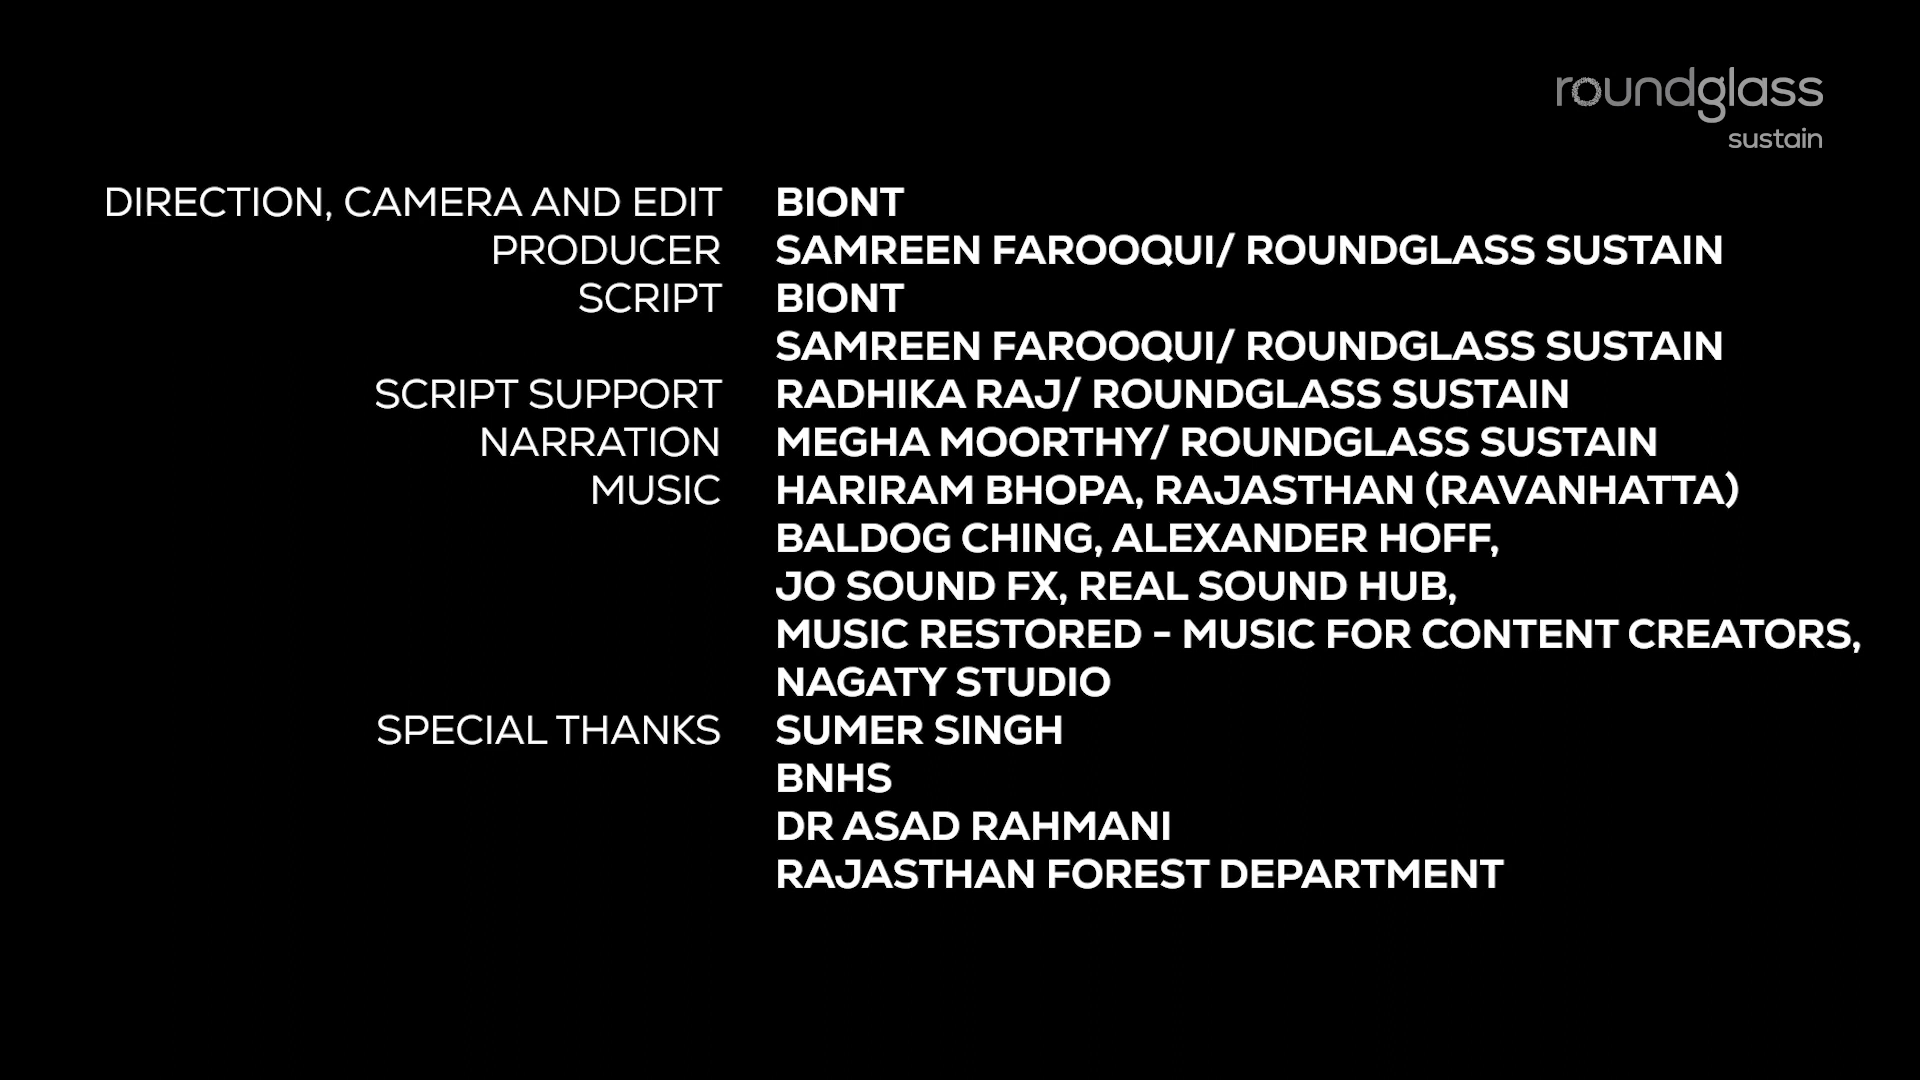 roundglass
sustain
DIRECTION, CAMERA AND EDIT BIONT
PRODUCER SAMREEN FAROOQUI/ ROUNDGLASS SUSTAIN
SCRIPT BIONT
SAMREEN FAROOQUI/ ROUNDGLASS SUSTAIN
SCRIPT SUPPORT RADHIKA RAJ/ ROUNDGLASS SUSTAIN
NARRATION MEGHA MOORTHY/ ROUNDGLASS SUSTAIN
MUSIC HARIRAM BHOPA, RAJASTHAN (RAVANHATTA)
BALDOG CHING, ALEXANDER HOFF,
JO SOUND FX, REAL SOUND HUB,
MUSIC RESTORED - MUSIC FOR CONTENT CREATORS,
NAGATY STUDIO
SPECIAL THANKS SUMER SINGH
BNHS
DR ASAD RAHMANI
RAJASTHAN FOREST DEPARTMENT